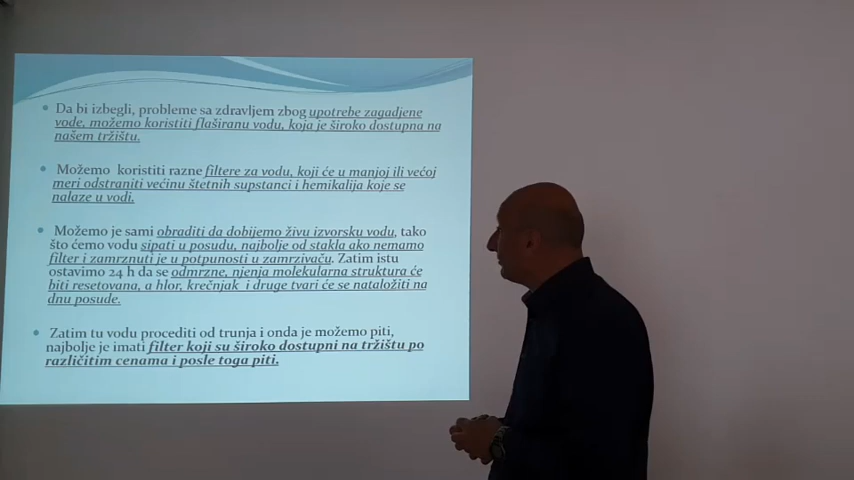 Da bi izbegli, probleme sa zdravljem zbog upotrebe zagadjene
vode, možemo koristiti flaširanu vodu, koja je široko dostupna na
našem tržištu.
Možemo koristiti razne filtere za vodu, koji će u manjoj ili većoj
meri odstraniti većinu štetnih supstanci i hemikalija koje se
nalaze u vodi.
Možemo je sami obraditi da dobijemo živu izvorsku vodu, tako
što ćemo vodu sipati u posudu, najbolje od stakla ako nemamo
filter i zamrznuti je u potpunosti u zamrzivaču. Zatim istu
ostavimo 24 h da se odmrzne, njenja molekularna struktura će
biti resetovana, a hlor, krečnjak i druge tvari će se nataložiti na
dnu posude.
Zatim tu vodu procediti od trunja i onda je možemo piti,
najbolje je imati filter koji su široko dostupni na tržištu po
različitim cenama i posle toga piti.